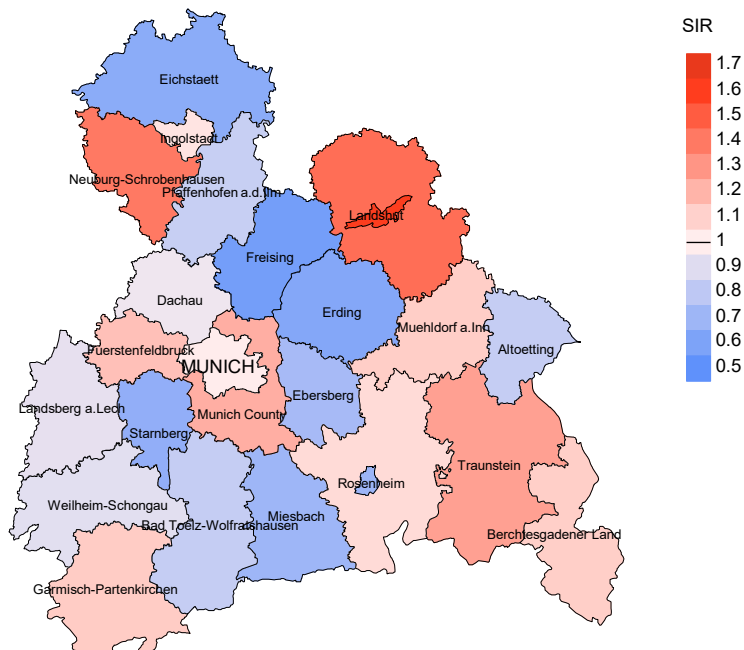 SIR
1.7
1.6
1.5
1.4
1.3
1.2
1.1
1
0.9
0.8
0.7
0.6
0.5
Eichstaett
Ingolstadt
Neuburg-Schrobenhausen
Pfaffenhofen a.d.Ilm
Landshut
Freising
Dachau
Erding
Muehldorf a.Inn
Altoetting
Fuerstenfeldbruck
MUNICH
Ebersberg
Landsberg a.Lech
Munich County
Starnberg
Traunstein
Rosenheim
Weilheim-Schongau
Miesbach
Bad Toelz-Wolfratshausen
Berchtesgadener Land
Garmisch-Partenkirchen